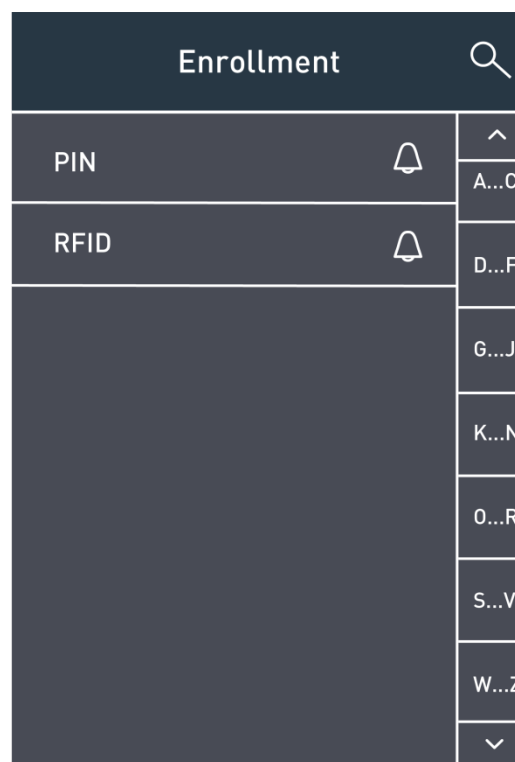 Enrollment
PIN
RFID
A...C
D...F
G...J
K...N
O...R
S...V
W...Z